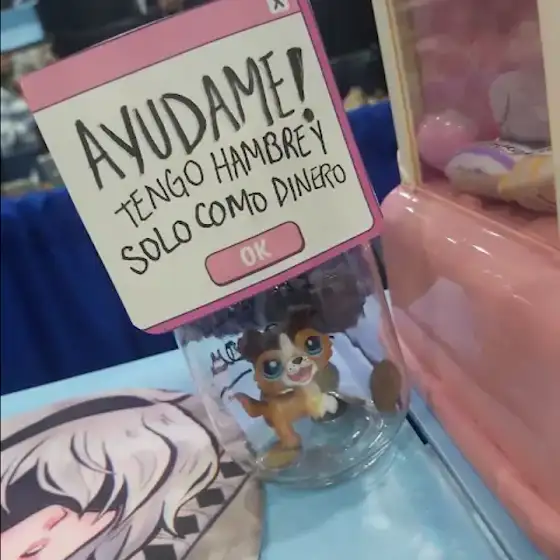 X
AYUDAME!
TENGO HAMBRE Y
SOLO COMO DINERO
OK